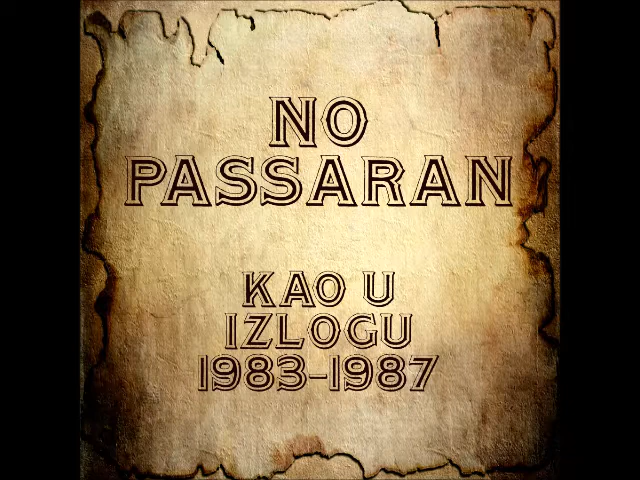 NO
PASSARAN
KAO U
IZLOGU
1983-1987